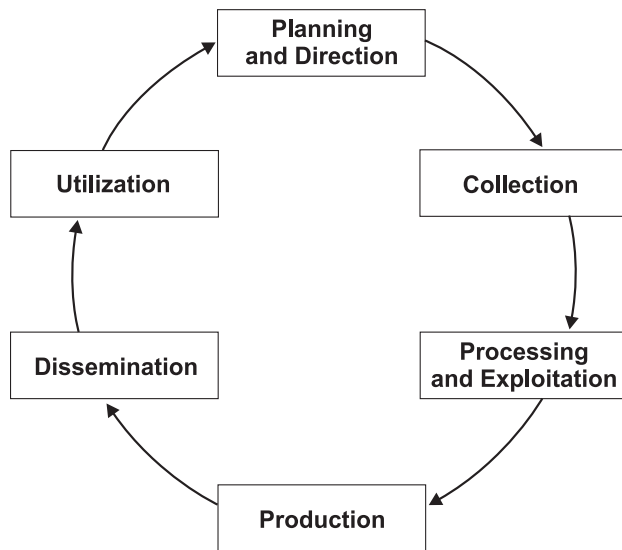 Planning
and Direction
Collection
Processing
and Exploitation
Production
Dissemination
Utilization